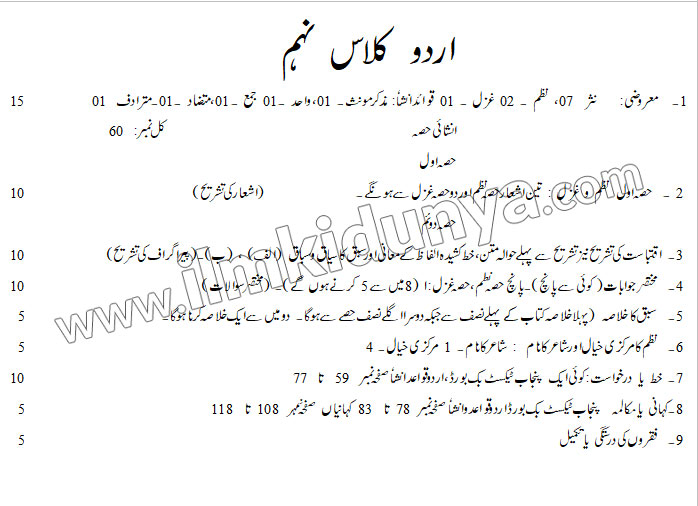 اردو کلاس نہم
1۔ معروضی: نثر 07، نظم ۔ 02 غزل ۔ 01 قوائد انشاً: مذکر مونث۔ 01، واحد ۔01 جمع ۔01، متضاد ۔01۔مترادف 01 15
انشائی حصہ کل نمبر: 60
حصہ اول
2 ۔ حصہ اول نظم و غزل : تین اشعار حصہ نظم اور دو حصہ غزل سے ہونگے۔ (اشعار کی تشریح) 10
حصہ دوئم
3۔ اقتباست کی تشریح نیز تشریح سے پہلے حوالہ متن، خط کشیدہ الفاظ کے معانی اور سبق کا سیاق و سباق (الف) ، (ب)۔(پیراگراف کی تشریح) 10
4۔ مختصر جوابات (کوئی سے پانچ)۔ پانچ حصہ نظم، حصہ غزل: ا (8 میں سے 5 کرنے ہوں گے)۔(مختصر سوالات) 10
5۔ سبق کا خلاصہ (پہلا خلاصہ کتاب کے پہلے نصف سے جبکہ دوسرا اگلے نصف حصے سے ہوگا۔ دو میں سے ایک خلاصہ کرنا ہوگا۔ 5
6۔ نظم کا مرکزی خیال اور شاعر کا نام : شاعر کا نام۔ 1 مرکزی خیال۔ 4 5
7۔ خط یا درخواست: کوئی ایک پنجاب ٹیکسٹ بک بورڈ، اردو قواعد انشأ صفحہ نمبر 59 تا 77 10
8۔کہانی یا مکالمہ پنجاب ٹیکسٹ بک بورڈ اردو قواعد و انشأ صفحہ نمبر 78 تا 83 کہانیاں صفحہ نمبر 108 تا 118 5
9۔ فقروں کی درستگی یا تکمیل 5
www.ilmkidunya.com